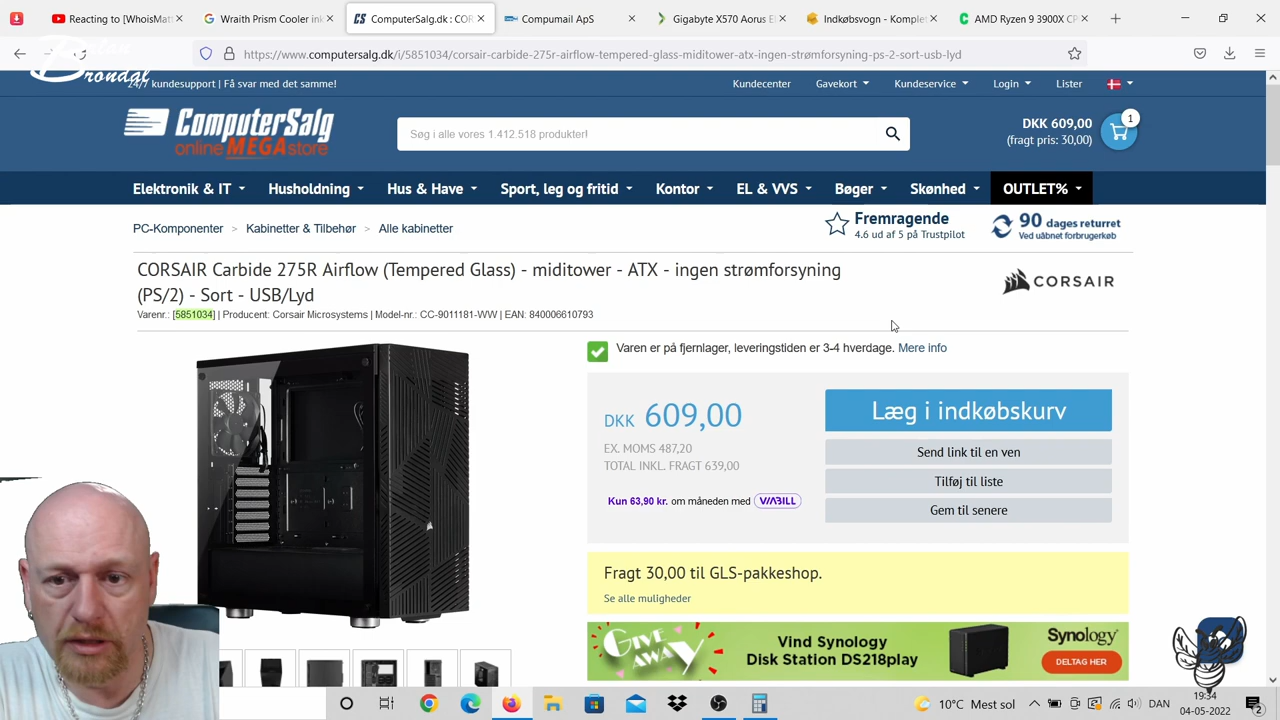 Reacting to [WhoisMat
Wraith Prism Cooler ink
ComputerSalg.dk : COR
Compumail ApS
Gigabyte X570 Aorus El
Indkøbsvogn - Komplet
AMD Ryzen 9 3900X CP
https://www.computersalg.dk/i/5851034/corsair-carbide-275r-airflow-tempered-glass-miditower-atx-ingen-strømforsyning-ps-2-sort-usb-lyd
Brondal
24/7 kundesupport | Få svar med det samme!
Kundecenter
Gavekort
Kundeservice
Login
Lister
ComputerSalg
online MEGAstore
Søg i alle vores 1.412.518 produkter!
DKK 609,00
(fragt pris: 30,00)
1
Elektronik & IT
Husholdning
Hus & Have
Sport, leg og fritid
Kontor
EL & VVS
Bøger
Skønhed
OUTLET%
PC-Komponenter > Kabinetter & Tilbehør > Alle kabinetter
Fremragende
4.6 ud af 5 på Trustpilot
90 dages returret
Ved uåbnet forbrugerkøb
CORSAIR Carbide 275R Airflow (Tempered Glass) - miditower - ATX - ingen strømforsyning
(PS/2) - Sort - USB/Lyd
CORSAIR
Varenr.: [5851034] | Producent: Corsair Microsystems | Model-nr.: CC-9011181-WW | EAN: 840006610793
Varen er på fjernlager, leveringstiden er 3-4 hverdage. Mere info
DKK 609,00
EX. MOMS 487,20
TOTAL INKL. FRAGT 639,00
Kun 63,90 kr. om måneden med VIABILL
Læg i indkøbskurv
Send link til en ven
Tilføj til liste
Gem til senere
Fragt 30,00 til GLS-pakkeshop.
Se alle muligheder
GIVE
AWAY
Vind Synology
Disk Station DS218play
Synology
DELTAG HER
10°C Mest sol
DAN
19:34
04-05-2022
2